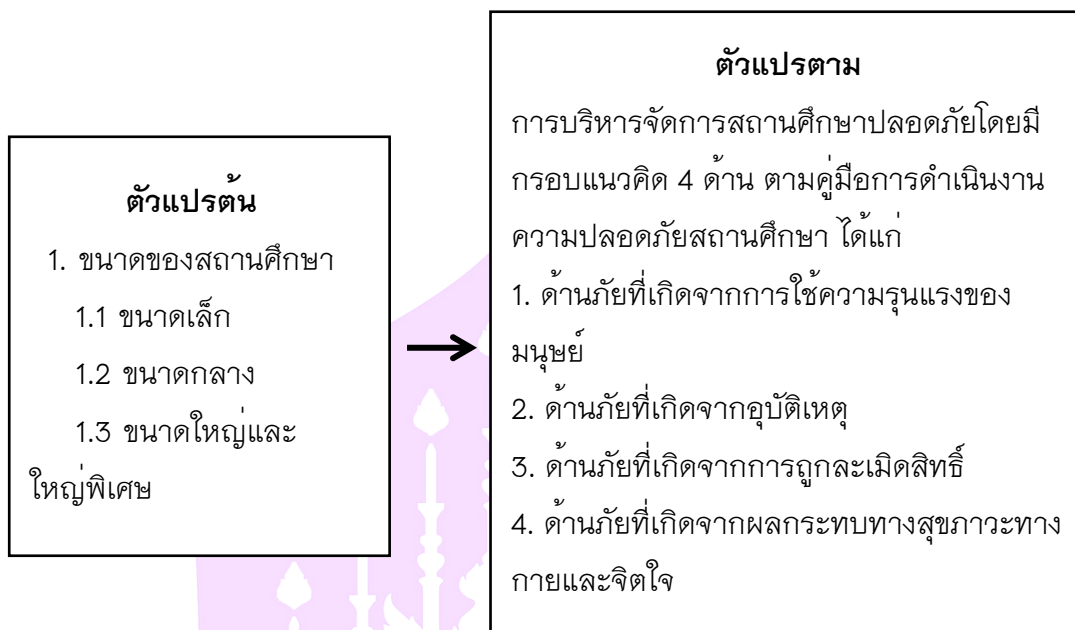 ตัวแปรต้น
1. ขนาดของสถานศึกษา
1.1 ขนาดเล็ก
1.2 ขนาดกลาง
1.3 ขนาดใหญ่และ
ใหญ่พิเศษ
ตัวแปรตาม
การบริหารจัดการสถานศึกษาปลอดภัยโดยมี
กรอบแนวคิด 4 ด้าน ตามคู่มือการดำเนินงาน
ความปลอดภัยสถานศึกษา ได้แก่
1. ด้านภัยที่เกิดจากการใช้ความรุนแรงของ
มนุษย์
2. ด้านภัยที่เกิดจากอุบัติเหตุ
3. ด้านภัยที่เกิดจากการถูกละเมิดสิทธิ์
4. ด้านภัยที่เกิดจากผลกระทบทางสุขภาวะทาง
กายและจิตใจ